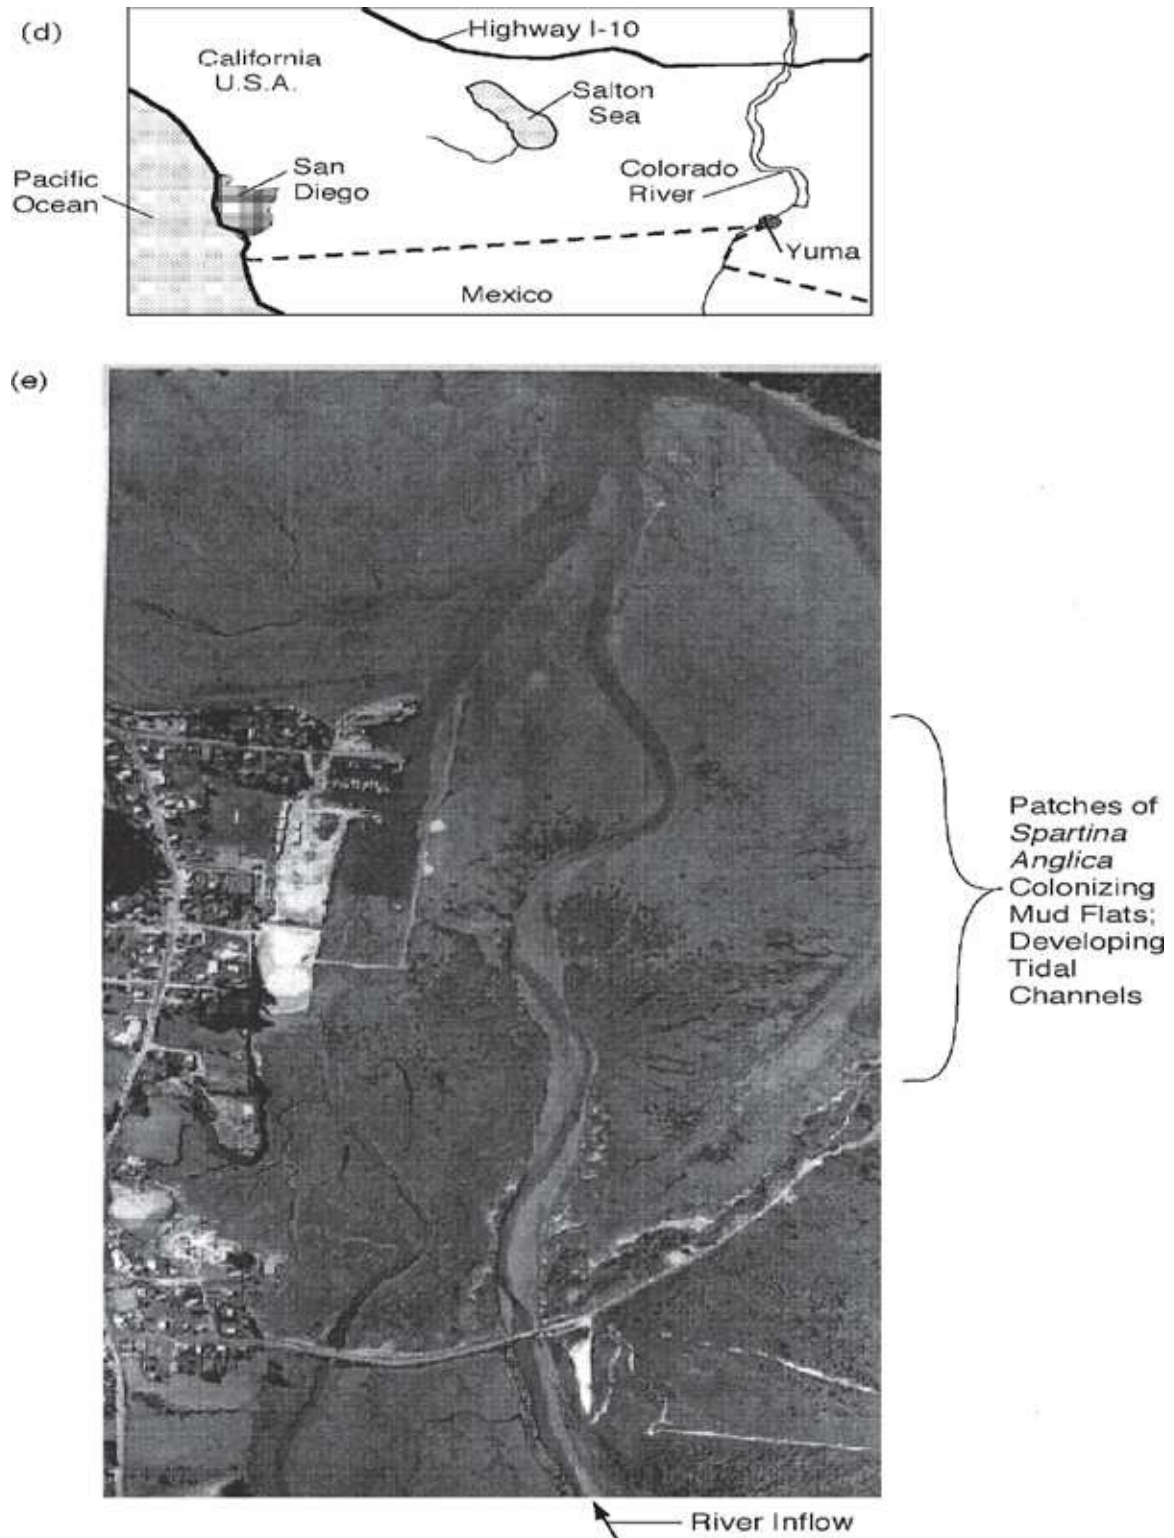 (d)
Highway I-10
California
U.S.A.
Salton
Sea
San
Diego
Colorado
River
Pacific
Ocean
Yuma
Mexico
(e)
Patches of
Spartina
Anglica
Colonizing
Mud Flats;
Developing
Tidal
Channels
River Inflow